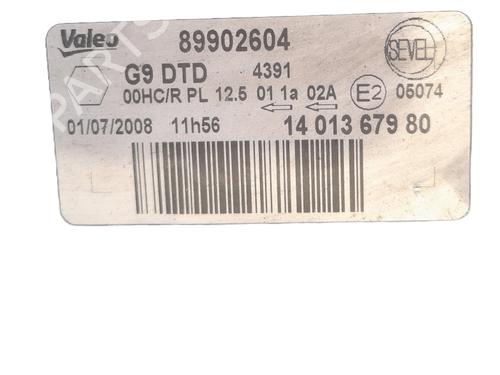 Valeo 89902604 SEVEL
G9 DTD 4391
00HC/R PL 12.5 01 1a 02A E2 05074
01/07/2008 11h56 14 013 679 80